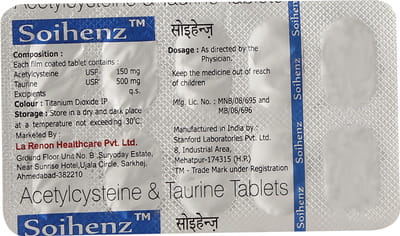 Acetylcysteine & Taurine Tablets
Soihenz™ सोइहेन्ज़
Composition :
Each film coated tablet contains :
Acetylcysteine USP 150 mg
Taurine USP 500 mg
Excipients q.s.
Colour : Titanium Dioxide IP
Storage : Store in a dry and dark place
at a temperature not exceeding 30°C.
Markeled By :
La Renon Healthcare Pvt. Ltd.
Ground Floor Unit No. B ,Suryoday Estate,
Near Sunrise Hotel,Ujala Circle, Sarkhej,
Ahmedabad-382210
Dosage : As directed by the
Physician.
Keep the medicine out of reach
of children
Mfg. Lic. No. : MNB/08/695 and
MB/08/696
Manufactured in India by :
Stanford Laboratories Pvt. Ltd.
8, Industrial Area,
Mehatpur-174315 (H.P.)
TM - Trade Mark under Registration
Acetylcysteine & Taurine Tablets
Soihenz™ सोइहेन्ज़
Soihenz™
Soihenz™